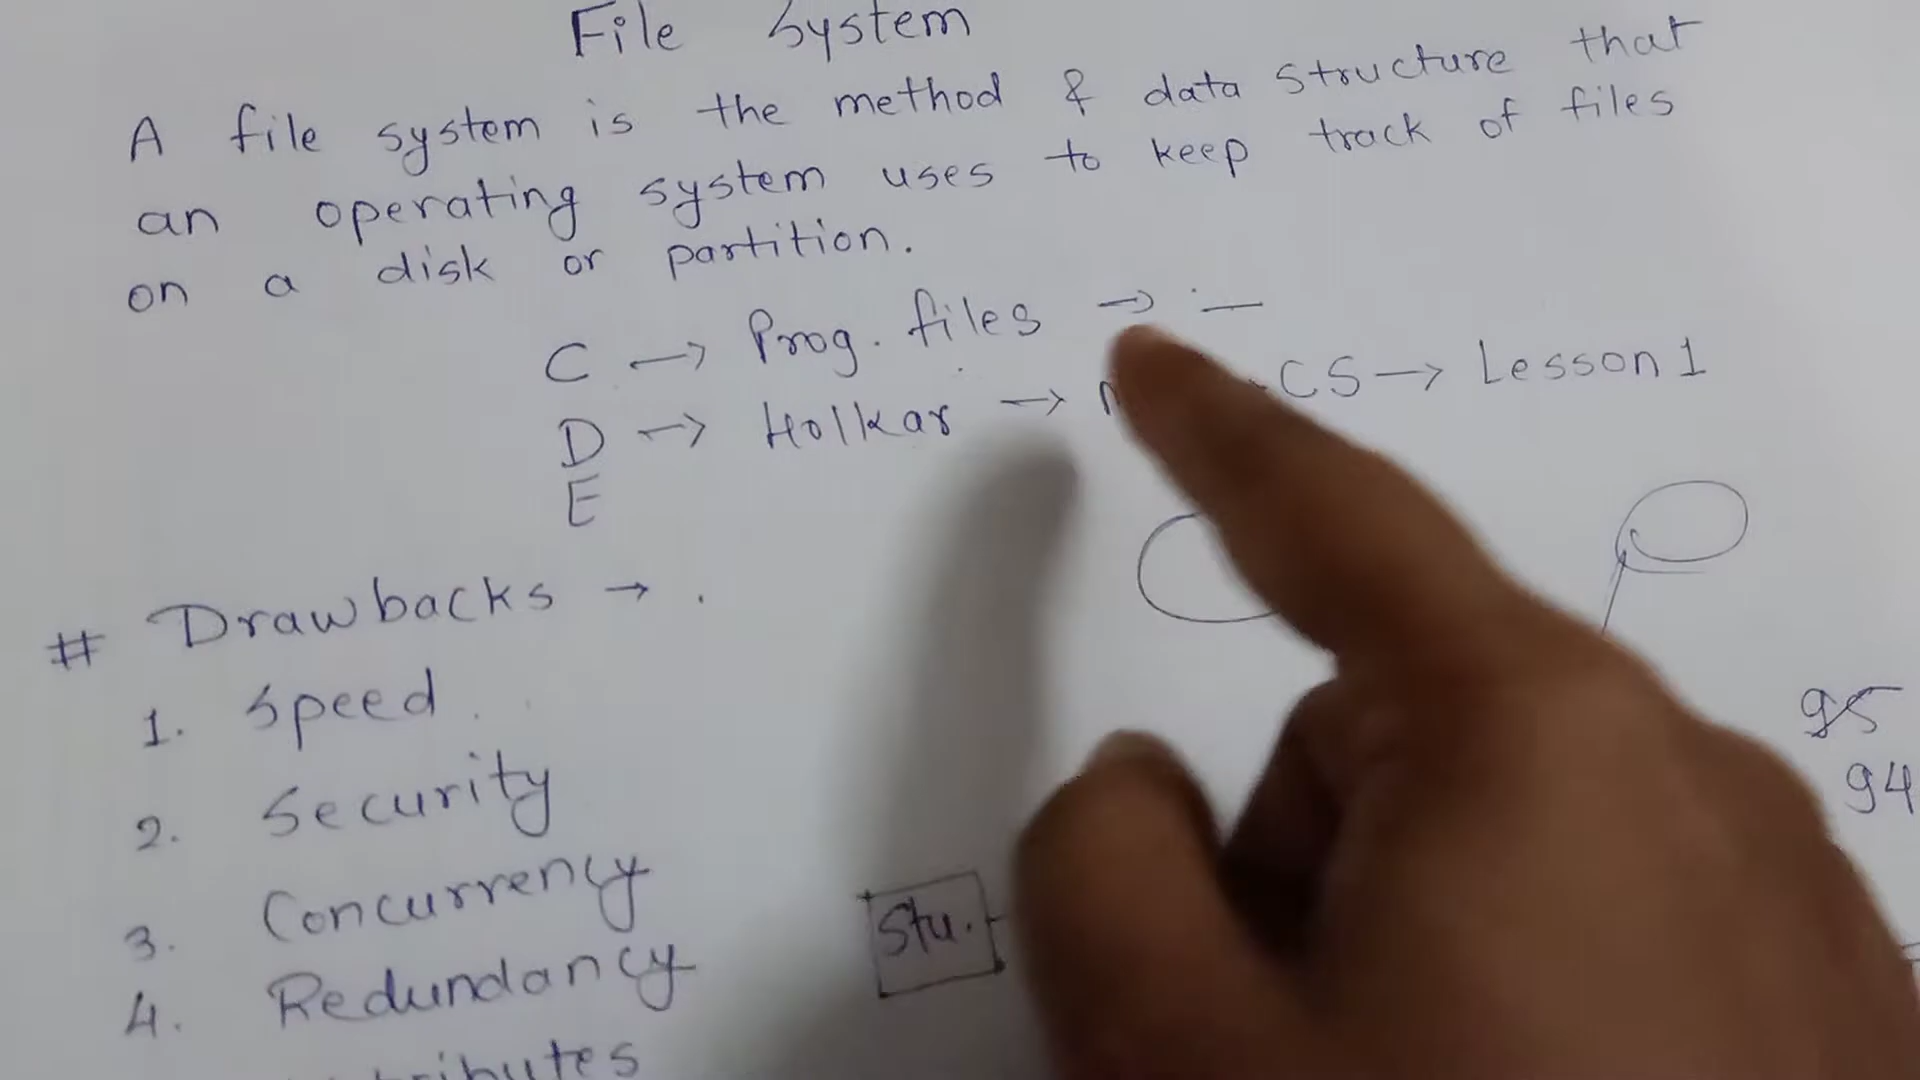 File System
A file system is the method & data structure that
an operating system uses to keep track of files
on a disk or partition.
C → Prog. files → —
D → Holkar → CS → Lesson 1
E
# Drawbacks → .
1. Speed
2. Security
3. Concurrency
4. Redundancy
Stu.
95
94